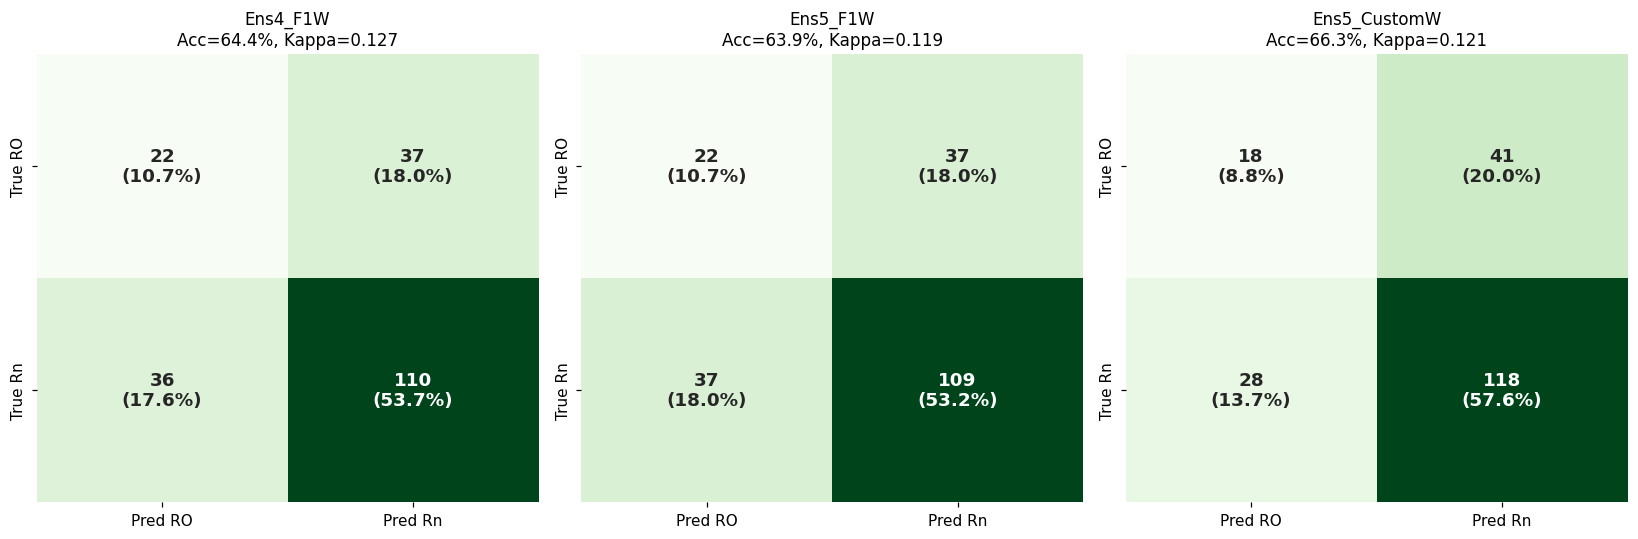 Ens4_F1W
Acc=64.4%, Kappa=0.127
True RO
True Rn
22
(10.7%)
37
(18.0%)
36
(17.6%)
110
(53.7%)
Pred RO
Pred Rn
Ens5_F1W
Acc=63.9%, Kappa=0.119
True RO
True Rn
22
(10.7%)
37
(18.0%)
37
(18.0%)
109
(53.2%)
Pred RO
Pred Rn
Ens5_CustomW
Acc=66.3%, Kappa=0.121
True RO
True Rn
18
(8.8%)
41
(20.0%)
28
(13.7%)
118
(57.6%)
Pred RO
Pred Rn